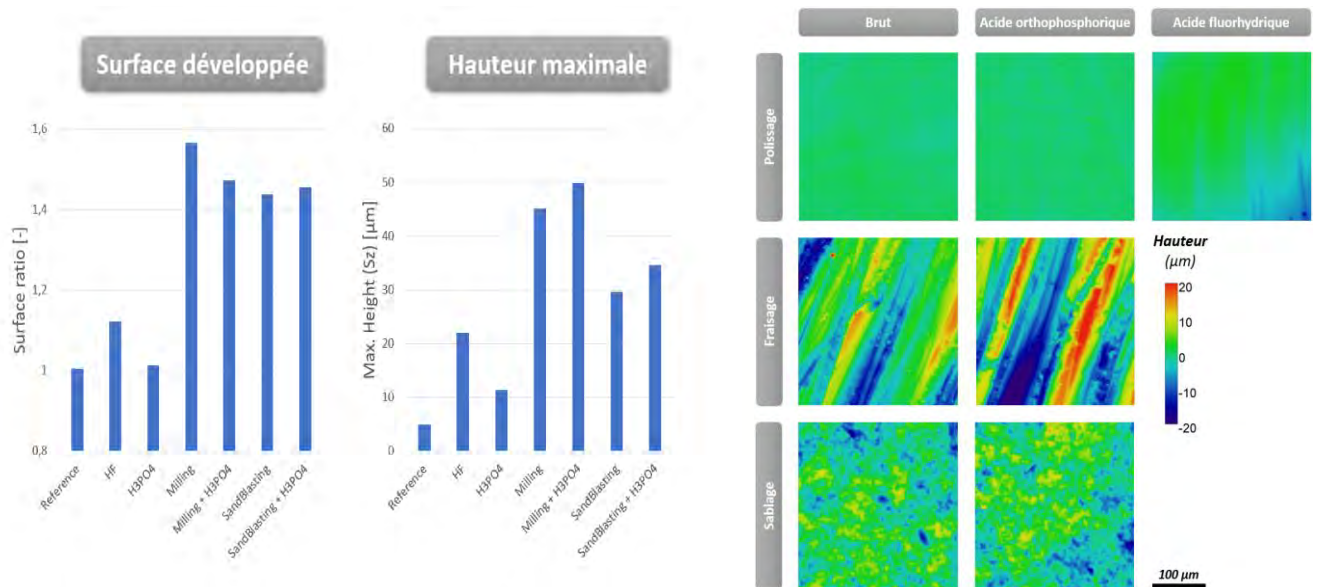 Surface développée
Surface ratio [-]
1,6
1,4
1,2
1
0,8
Reference
HF
H3PO4
Milling
Milling + H3PO4
SandBlasting
SandBlasting + H3PO4
Hauteur maximale
Max. Height (Sz) [µm]
60
50
40
30
20
10
0
Reference
HF
H3PO4
Milling
Milling + H3PO4
SandBlasting
SandBlasting + H3PO4
Brut
Acide orthophosphorique
Acide fluorhydrique
Polissage
Fraisage
Sablage
Hauteur
(µm)
20
10
0
-10
-20
100 µm